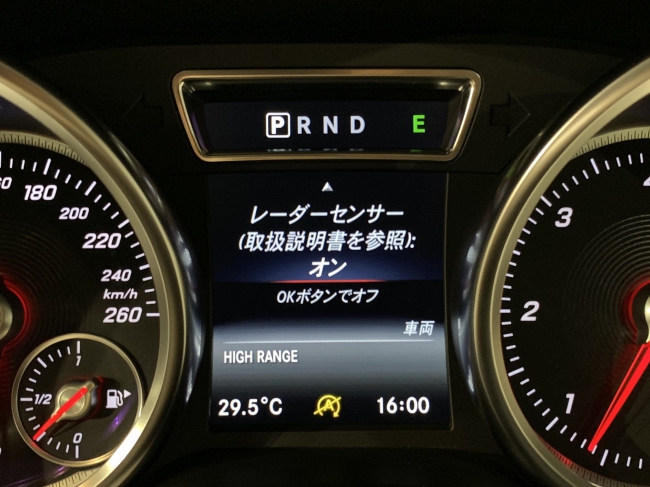 P R N D E
レーダーセンサー
(取扱説明書を参照):
オン
OKボタンでオフ
車両
HIGH RANGE
29.5°C A 16:00
180
200
220
240
km/h
260
1
1/2
0
4
3
2
1